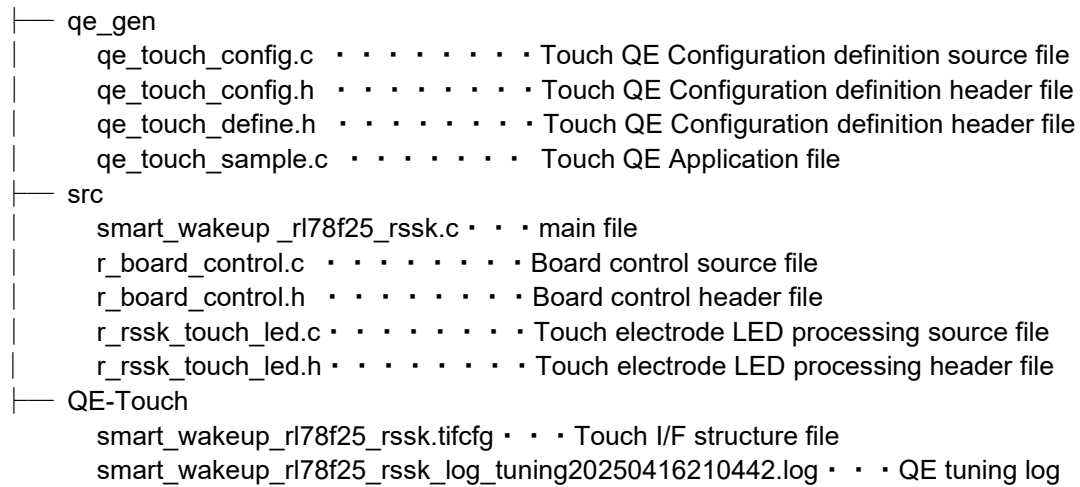 ├── qe_gen
│ qe_touch_config.c ・・・・・・・・Touch QE Configuration definition source file
│ qe_touch_config.h ・・・・・・・・Touch QE Configuration definition header file
│ qe_touch_define.h ・・・・・・・・Touch QE Configuration definition header file
│ qe_touch_sample.c ・・・・・・・ Touch QE Application file
├── src
│ smart_wakeup _rl78f25_rssk.c・・・main file
│ r_board_control.c ・・・・・・・・Board control source file
│ r_board_control.h ・・・・・・・・Board control header file
│ r_rssk_touch_led.c・・・・・・・・Touch electrode LED processing source file
│ r_rssk_touch_led.h・・・・・・・・Touch electrode LED processing header file
├── QE-Touch
smart_wakeup_rl78f25_rssk.tifcfg・・・Touch I/F structure file
smart_wakeup_rl78f25_rssk_log_tuning20250416210442.log・・・QE tuning log